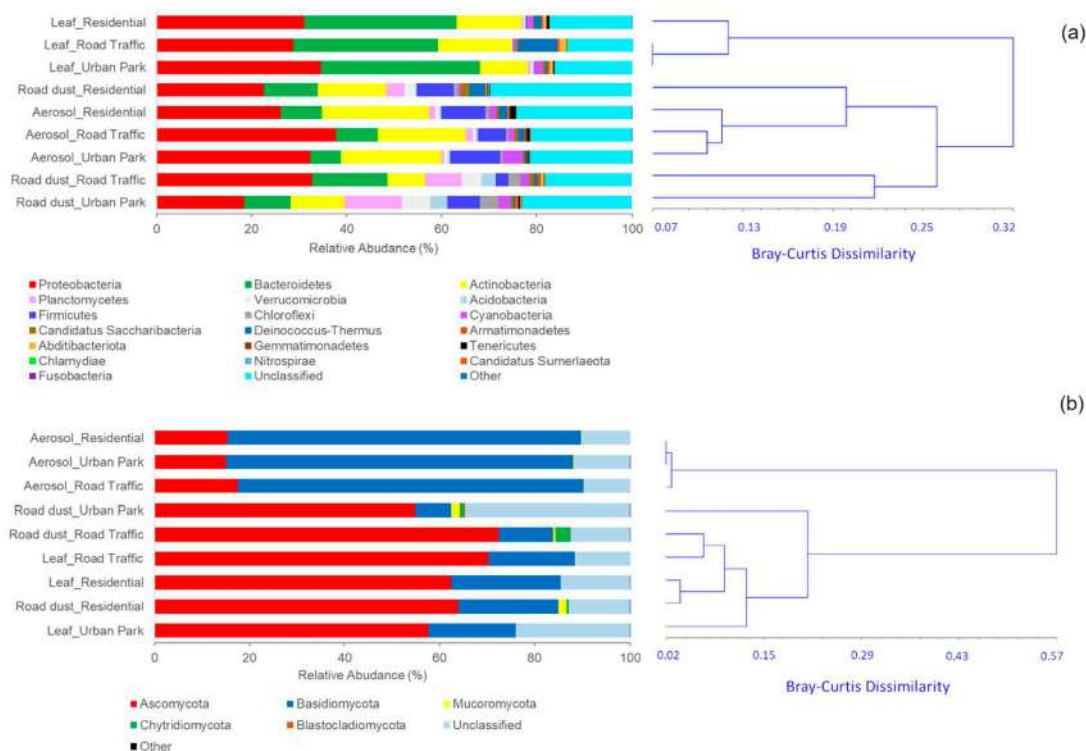 (a)
Leaf_Residential
Leaf_Road Traffic
Leaf_Urban Park
Road dust_Residential
Aerosol_Residential
Aerosol_Road Traffic
Aerosol_Urban Park
Road dust_Road Traffic
Road dust_Urban Park
0 20 40 60 80 100
Relative Abudance (%)
0.07 0.13 0.19 0.25 0.32
Bray-Curtis Dissimilarity
Proteobacteria Bacteroidetes Actinobacteria
Planctomycetes Verrucomicrobia Acidobacteria
Firmicutes Chloroflexi Cyanobacteria
Candidatus Saccharibacteria Deinococcus-Thermus Armatimonadetes
Abditibacteriota Gemmatimonadetes Tenericutes
Chlamydiae Nitrospirae Candidatus Sumerlaeota
Fusobacteria Unclassified Other
(b)
Aerosol_Residential
Aerosol_Urban Park
Aerosol_Road Traffic
Road dust_Urban Park
Road dust_Road Traffic
Leaf_Road Traffic
Leaf_Residential
Road dust_Residential
Leaf_Urban Park
0 20 40 60 80 100
Relative Abudance (%)
0.02 0.15 0.29 0.43 0.57
Bray-Curtis Dissimilarity
Ascomycota Basidiomycota Mucoromycota
Chytridiomycota Blastocladiomycota Unclassified
Other